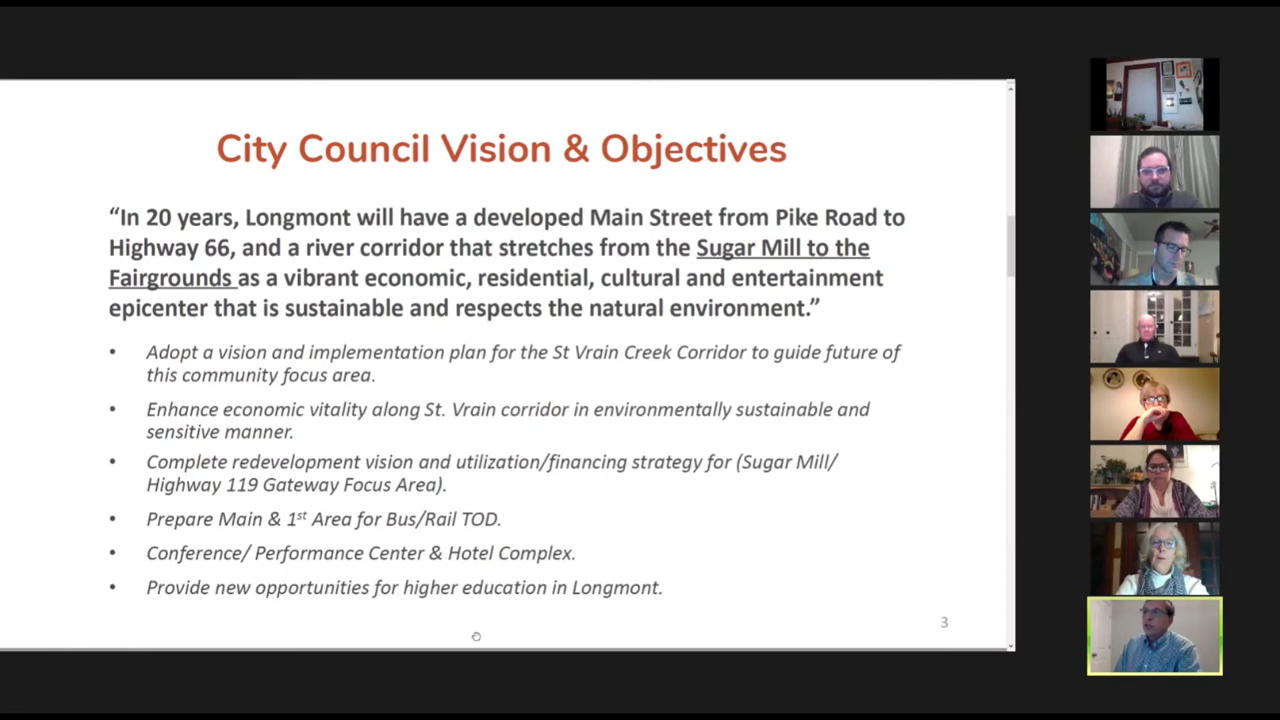 City Council Vision & Objectives
“In 20 years, Longmont will have a developed Main Street from Pike Road to
Highway 66, and a river corridor that stretches from the Sugar Mill to the
Fairgrounds as a vibrant economic, residential, cultural and entertainment
epicenter that is sustainable and respects the natural environment.”
• Adopt a vision and implementation plan for the St Vrain Creek Corridor to guide future of
this community focus area.
• Enhance economic vitality along St. Vrain corridor in environmentally sustainable and
sensitive manner.
• Complete redevelopment vision and utilization/financing strategy for (Sugar Mill/
Highway 119 Gateway Focus Area).
• Prepare Main & 1st Area for Bus/Rail TOD.
• Conference/ Performance Center & Hotel Complex.
• Provide new opportunities for higher education in Longmont.
3